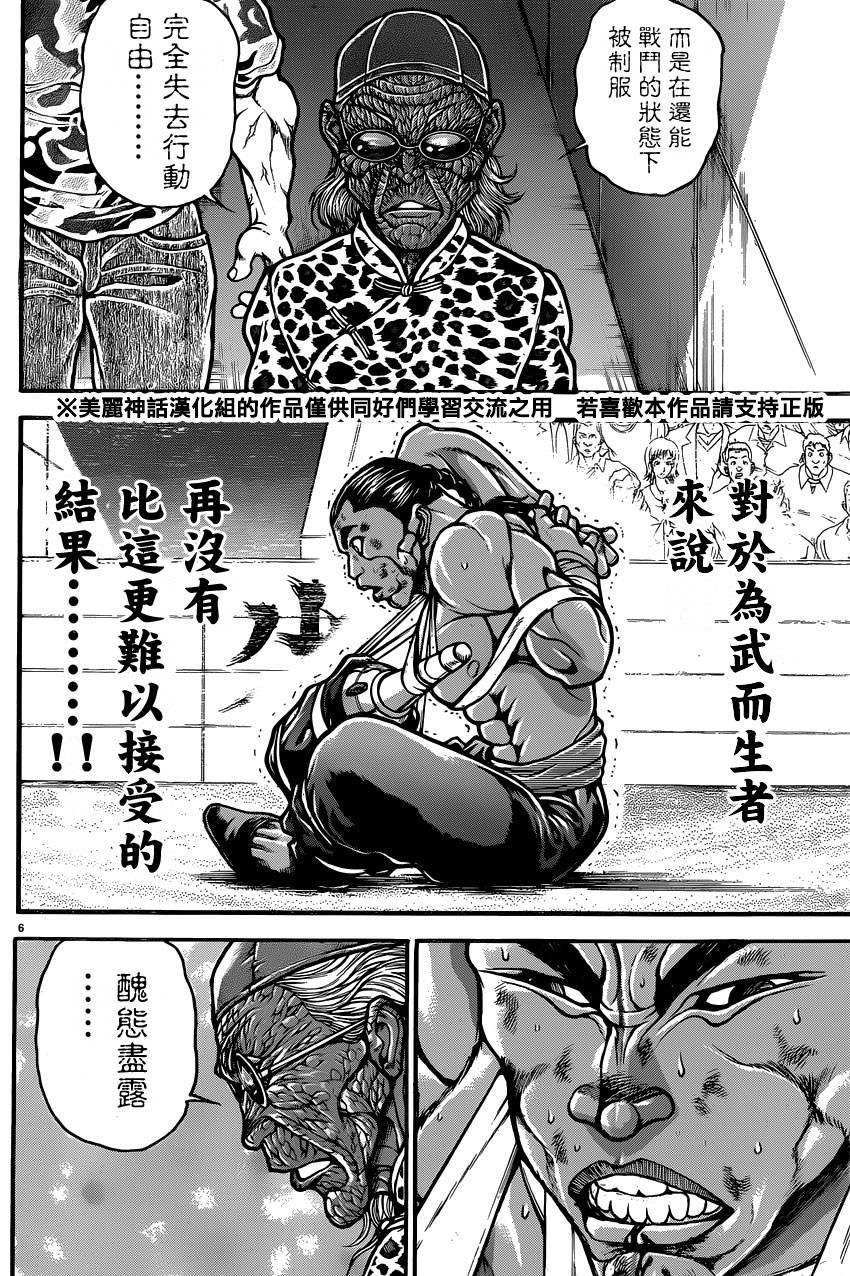 而是在還能
戰鬥的狀態下
被制服
完全失去行動
自由………
※美麗神話漢化組的作品僅供同好們學習交流之用　若喜歡本作品請支持正版
對於為武而生者
來說
再沒有
比這更難以接受的
結果…………!!
6
醜態盡露
……